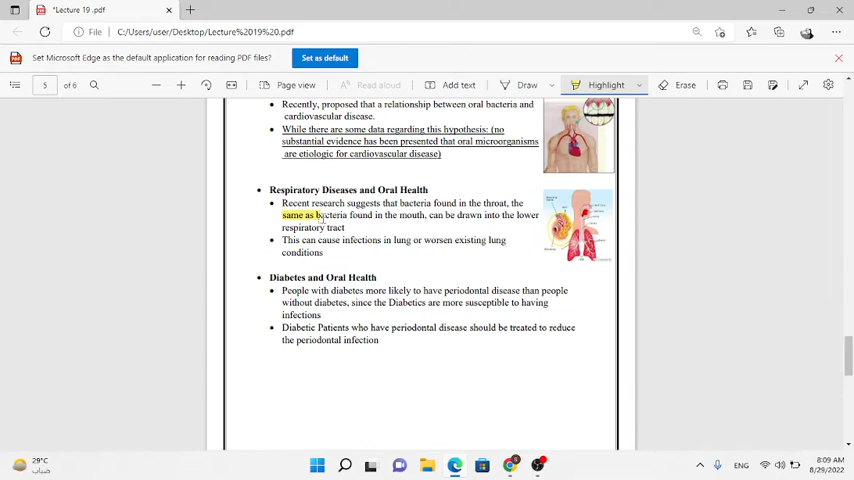 *Lecture 19 .pdf
File
C:/Users/user/Desktop/Lecture%2019%20.pdf
Set Microsoft Edge as the default application for reading PDF files?
Set as default
5 of 6
Page view
Read aloud
Add text
Draw
Highlight
Erase
• Recently, proposed that a relationship between oral bacteria and
cardiovascular disease.
• While there are some data regarding this hypothesis: (no
substantial evidence has been presented that oral microorganisms
are etiologic for cardiovascular disease)
• Respiratory Diseases and Oral Health
• Recent research suggests that bacteria found in the throat, the
same as bacteria found in the mouth, can be drawn into the lower
respiratory tract
• This can cause infections in lung or worsen existing lung
conditions
• Diabetes and Oral Health
• People with diabetes more likely to have periodontal disease than people
without diabetes, since the Diabetics are more susceptible to having
infections
• Diabetic Patients who have periodontal disease should be treated to reduce
the periodontal infection
29°C
ضباب
ENG
8:09 AM
8/29/2022